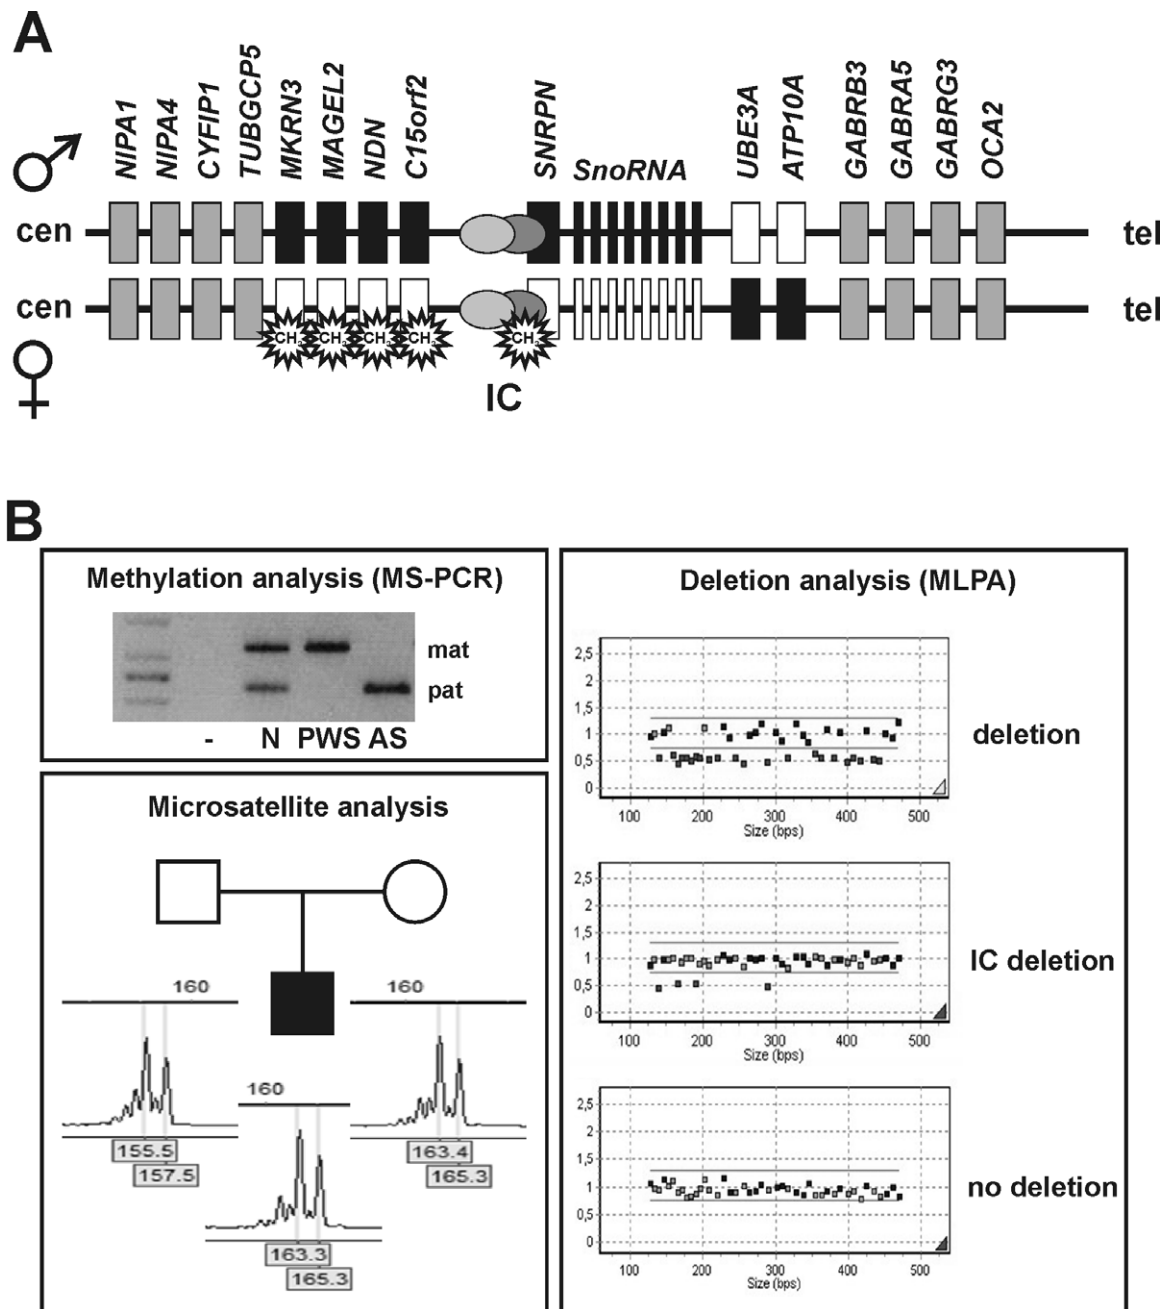 A
NIPA1 NIPA4 CYFIP1 TUBGCP5 MKRN3 MAGEL2 NDN C15orf2 SNRPN SnoRNA UBE3A ATP10A GABRB3 GABRA5 GABRG3 OCA2
cen tel
cen tel
CH3 CH3 CH3 CH3 CH3
IC
B
Methylation analysis (MS-PCR)
mat
pat
- N PWS AS
Microsatellite analysis
160
155.5
157.5
160
163.3
165.3
160
163.4
165.3
Deletion analysis (MLPA)
2,5
2
1,5
1
0,5
0
100 200 300 400 500
Size (bps)
deletion
2,5
2
1,5
1
0,5
0
100 200 300 400 500
Size (bps)
IC deletion
2,5
2
1,5
1
0,5
0
100 200 300 400 500
Size (bps)
no deletion